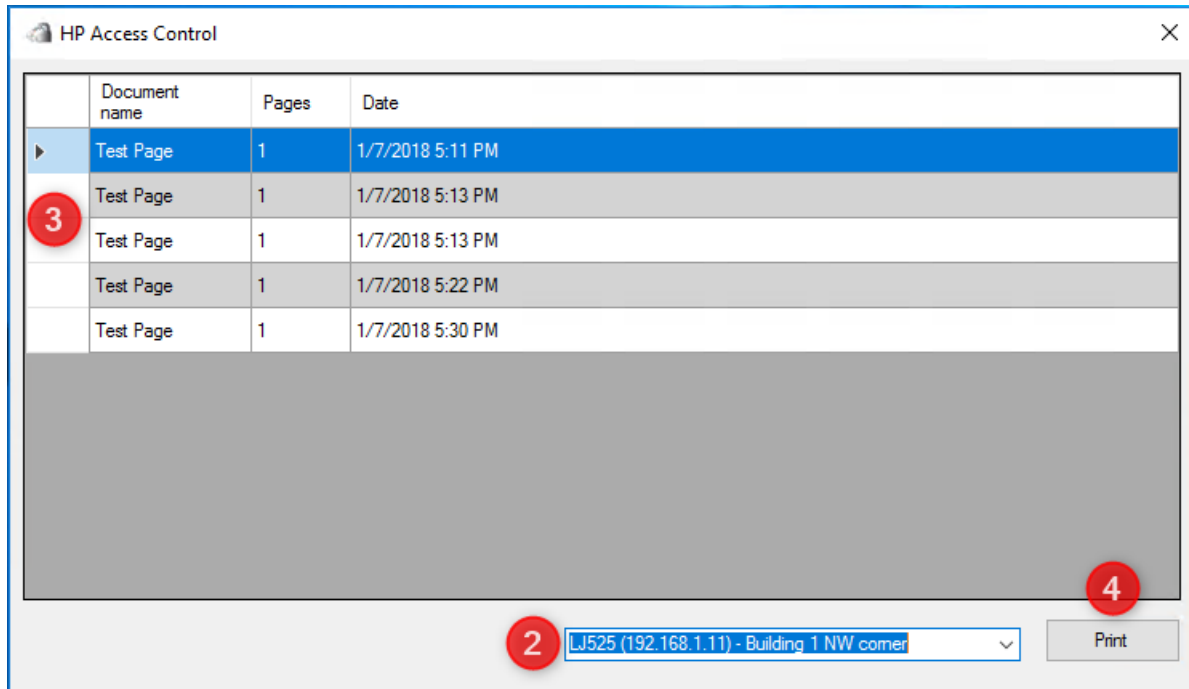 HP Access Control
Document name Pages Date
Test Page 1 1/7/2018 5:11 PM
Test Page 1 1/7/2018 5:13 PM
3
Test Page 1 1/7/2018 5:13 PM
Test Page 1 1/7/2018 5:22 PM
Test Page 1 1/7/2018 5:30 PM
4
2 LJ525 (192.168.1.11) - Building 1 NW corner Print